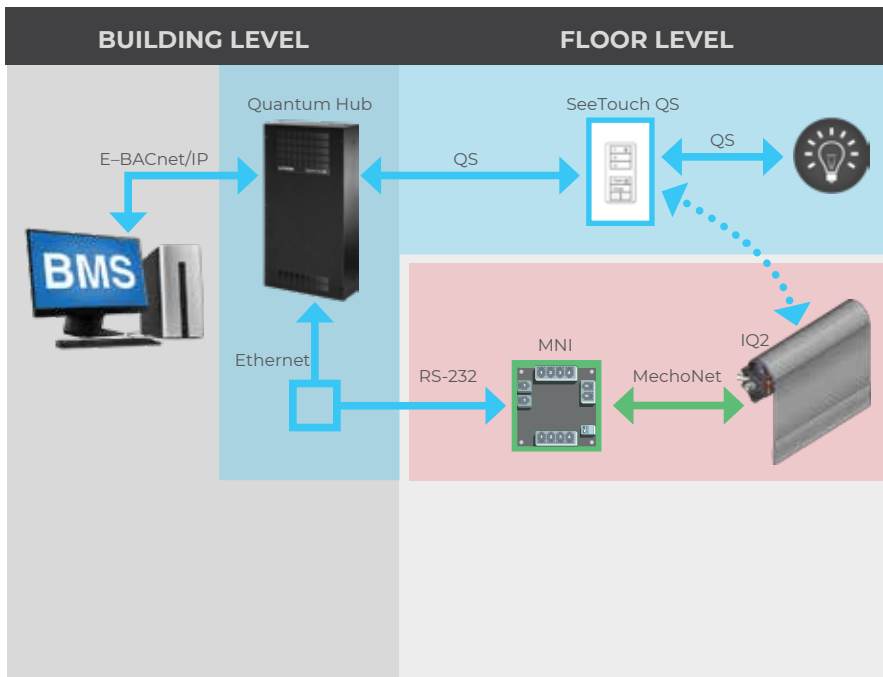 BUILDING LEVEL
FLOOR LEVEL
Quantum Hub
SeeTouch QS
E–BACnet/IP
QS
QS
BMS
Ethernet
RS-232
MNI
MechoNet
IQ2